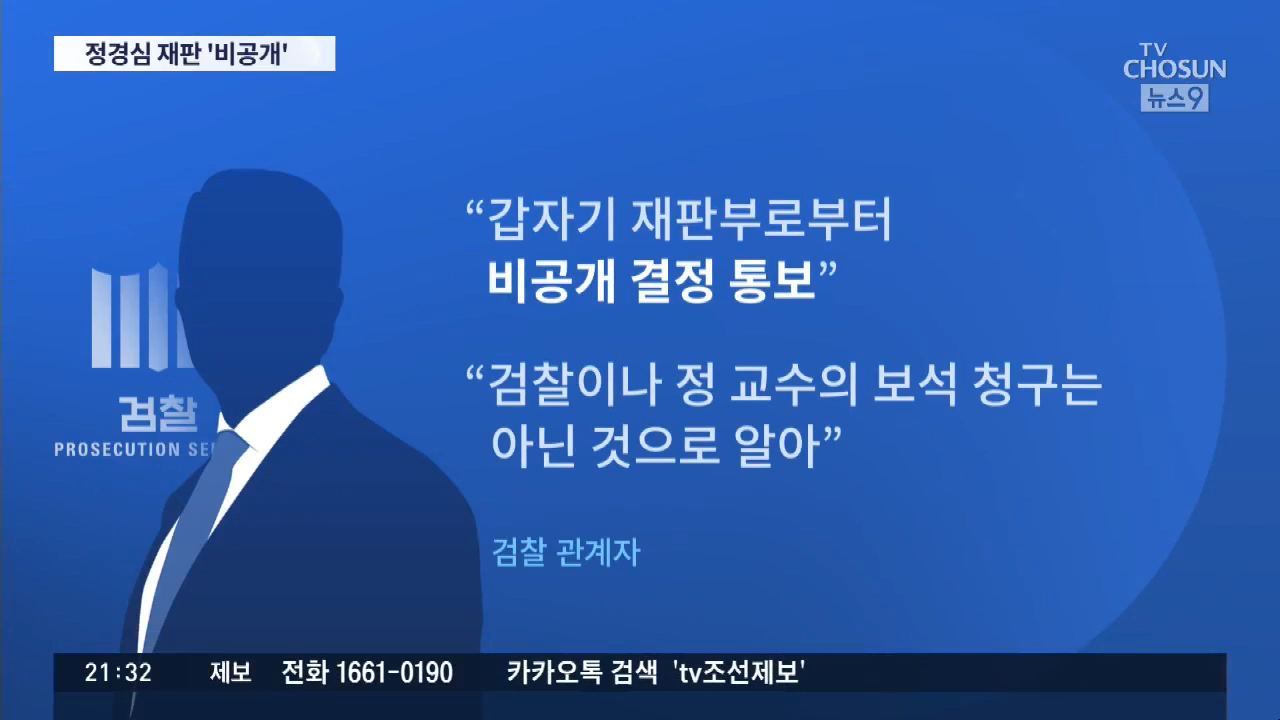 정경심 재판 '비공개'
TV
CHOSUN
뉴스9
“갑자기 재판부로부터
비공개 결정 통보”
“검찰이나 정 교수의 보석 청구는
아닌 것으로 알아”
검찰 관계자
검찰
PROSECUTION SE
21:32 제보 전화 1661-0190 카카오톡 검색 'tv조선제보'